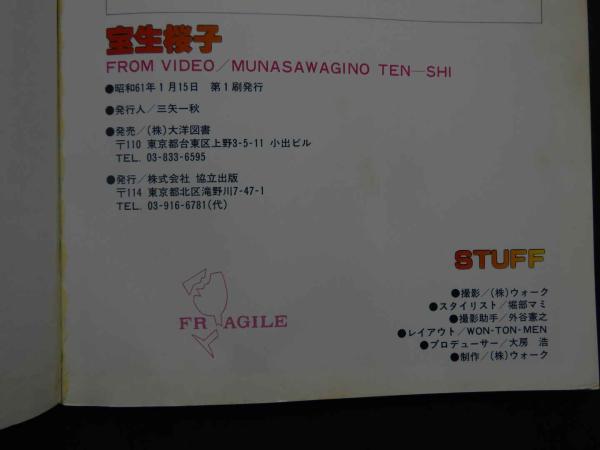 宝生桜子
FROM VIDEO/MUNASAWAGINO TEN—SHI
●昭和61年1月15日 第1刷発行
●発行人/三矢一秋
●発売/(株)大洋図書
〒110 東京都台東区上野3-5-11 小出ビル
TEL. 03-833-6595
●発行/株式会社 協立出版
〒114 東京都北区滝野川7-47-1
TEL. 03-916-6781(代)
STUFF
●撮影/(株)ウォーク
●スタイリスト/堀部マミ
●撮影助手/外谷憲之
●レイアウト/WON-TON-MEN
●プロデューサー/大房 浩
●制作/(株)ウォーク
FRAGILE